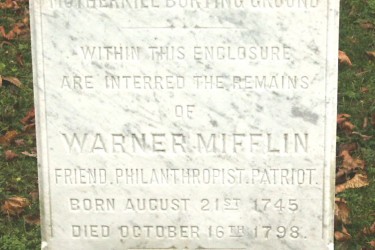 MOTHERKILL BURYING GROUND
WITHIN THIS ENCLOSURE
ARE INTERRED THE REMAINS
OF
WARNER MIFFLIN
FRIEND. PHILANTHROPIST. PATRIOT.
BORN AUGUST 21ST 1745
DIED OCTOBER 16TH 1798.